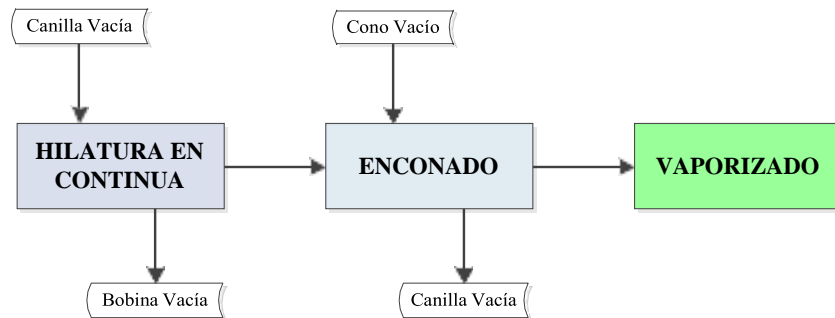 Canilla Vacía
Cono Vacío
HILATURA EN
CONTINUA
ENCONADO
VAPORIZADO
Bobina Vacía
Canilla Vacía